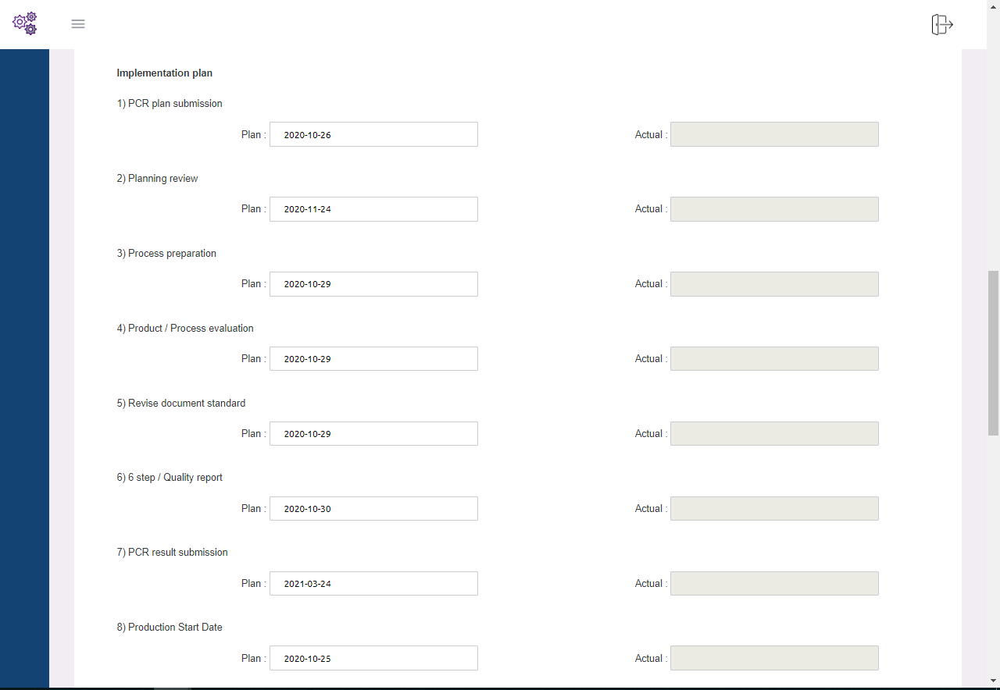 Implementation plan
1) PCR plan submission
Plan : 2020-10-26 Actual :
2) Planning review
Plan : 2020-11-24 Actual :
3) Process preparation
Plan : 2020-10-29 Actual :
4) Product / Process evaluation
Plan : 2020-10-29 Actual :
5) Revise document standard
Plan : 2020-10-29 Actual :
6) 6 step / Quality report
Plan : 2020-10-30 Actual :
7) PCR result submission
Plan : 2021-03-24 Actual :
8) Production Start Date
Plan : 2020-10-25 Actual :